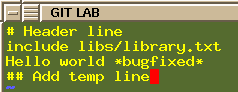 GIT LAB
# Header line
include libs/library.txt
Hello world *bugfixed*
## Add temp line
~